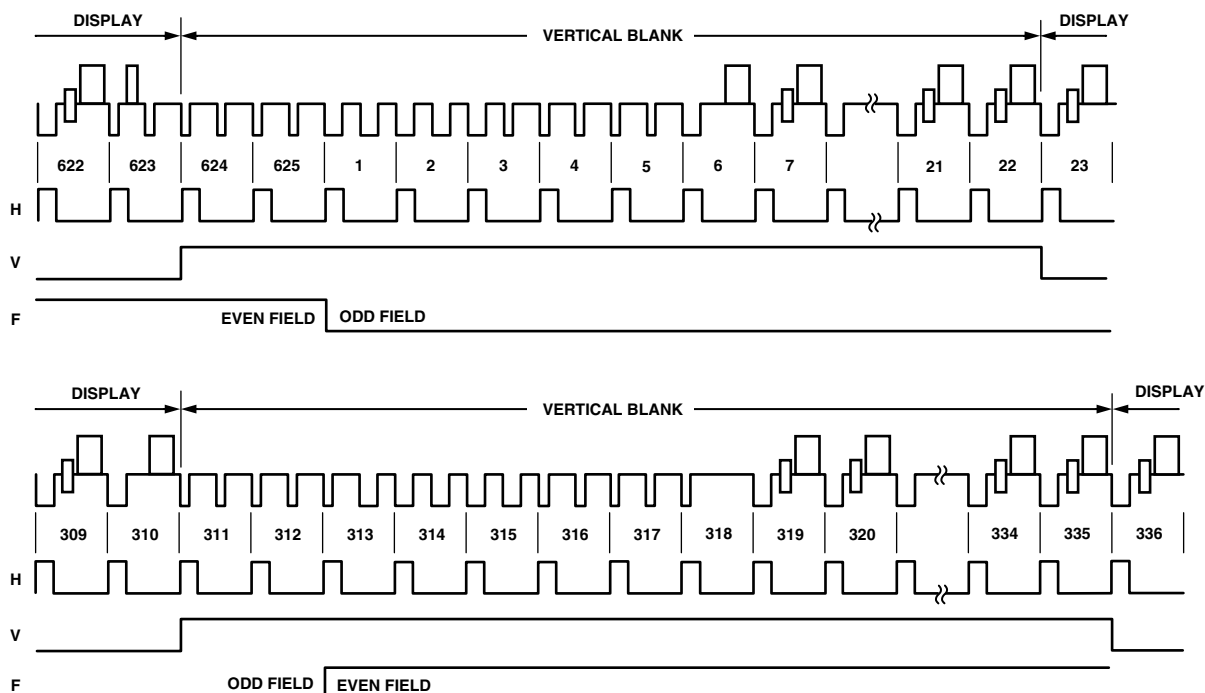 DISPLAY VERTICAL BLANK DISPLAY
622 623 624 625 1 2 3 4 5 6 7 21 22 23
H
V
F EVEN FIELD ODD FIELD
DISPLAY VERTICAL BLANK DISPLAY
309 310 311 312 313 314 315 316 317 318 319 320 334 335 336
H
V
F ODD FIELD EVEN FIELD